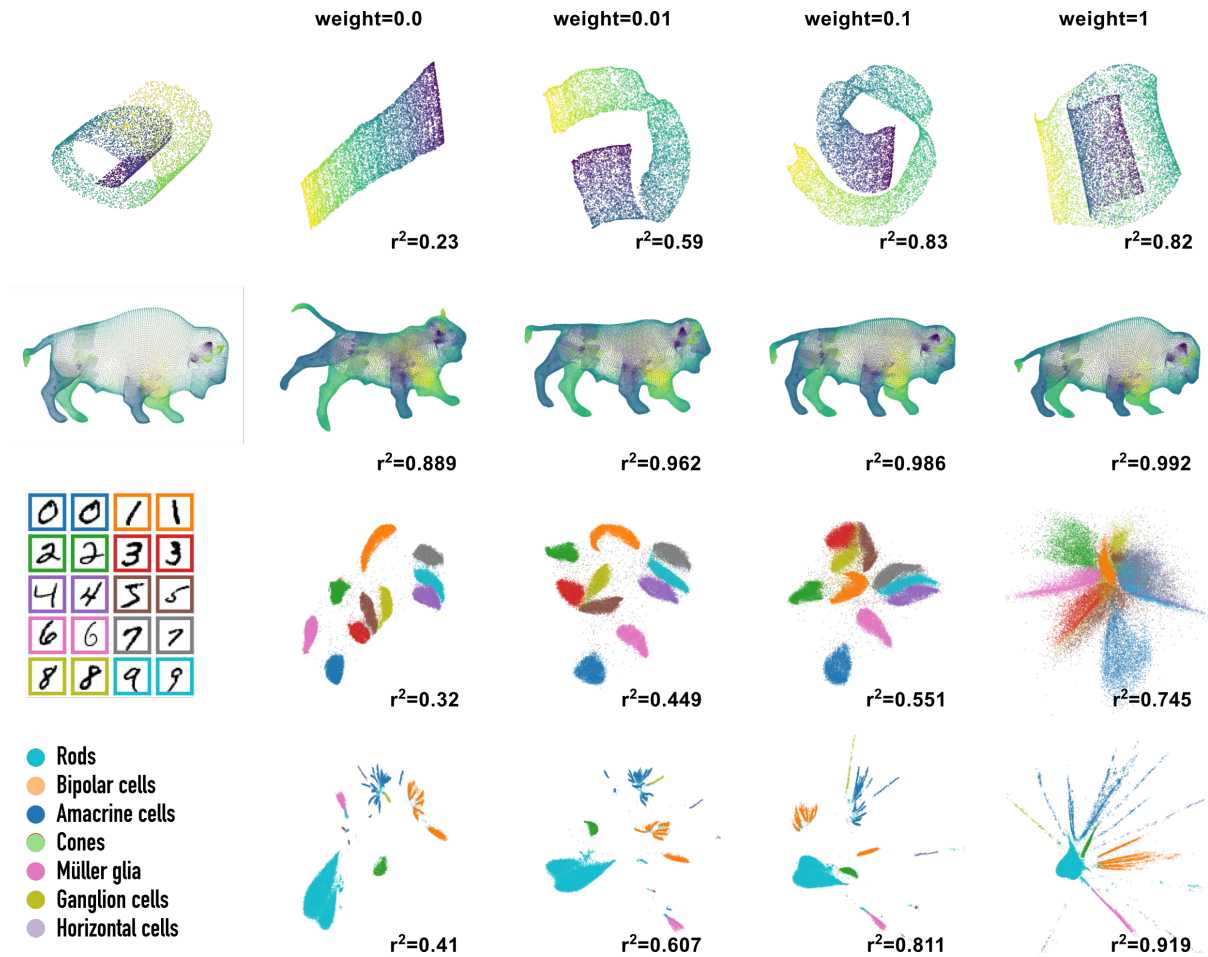 weight=0.0 weight=0.01 weight=0.1 weight=1
r²=0.23 r²=0.59 r²=0.83 r²=0.82
r²=0.889 r²=0.962 r²=0.986 r²=0.992
0 0 1 1
2 2 3 3
4 4 5 5
6 6 7 7
8 8 9 9
r²=0.32 r²=0.449 r²=0.551 r²=0.745
Rods
Bipolar cells
Amacrine cells
Cones
Müller glia
Ganglion cells
Horizontal cells
r²=0.41 r²=0.607 r²=0.811 r²=0.919